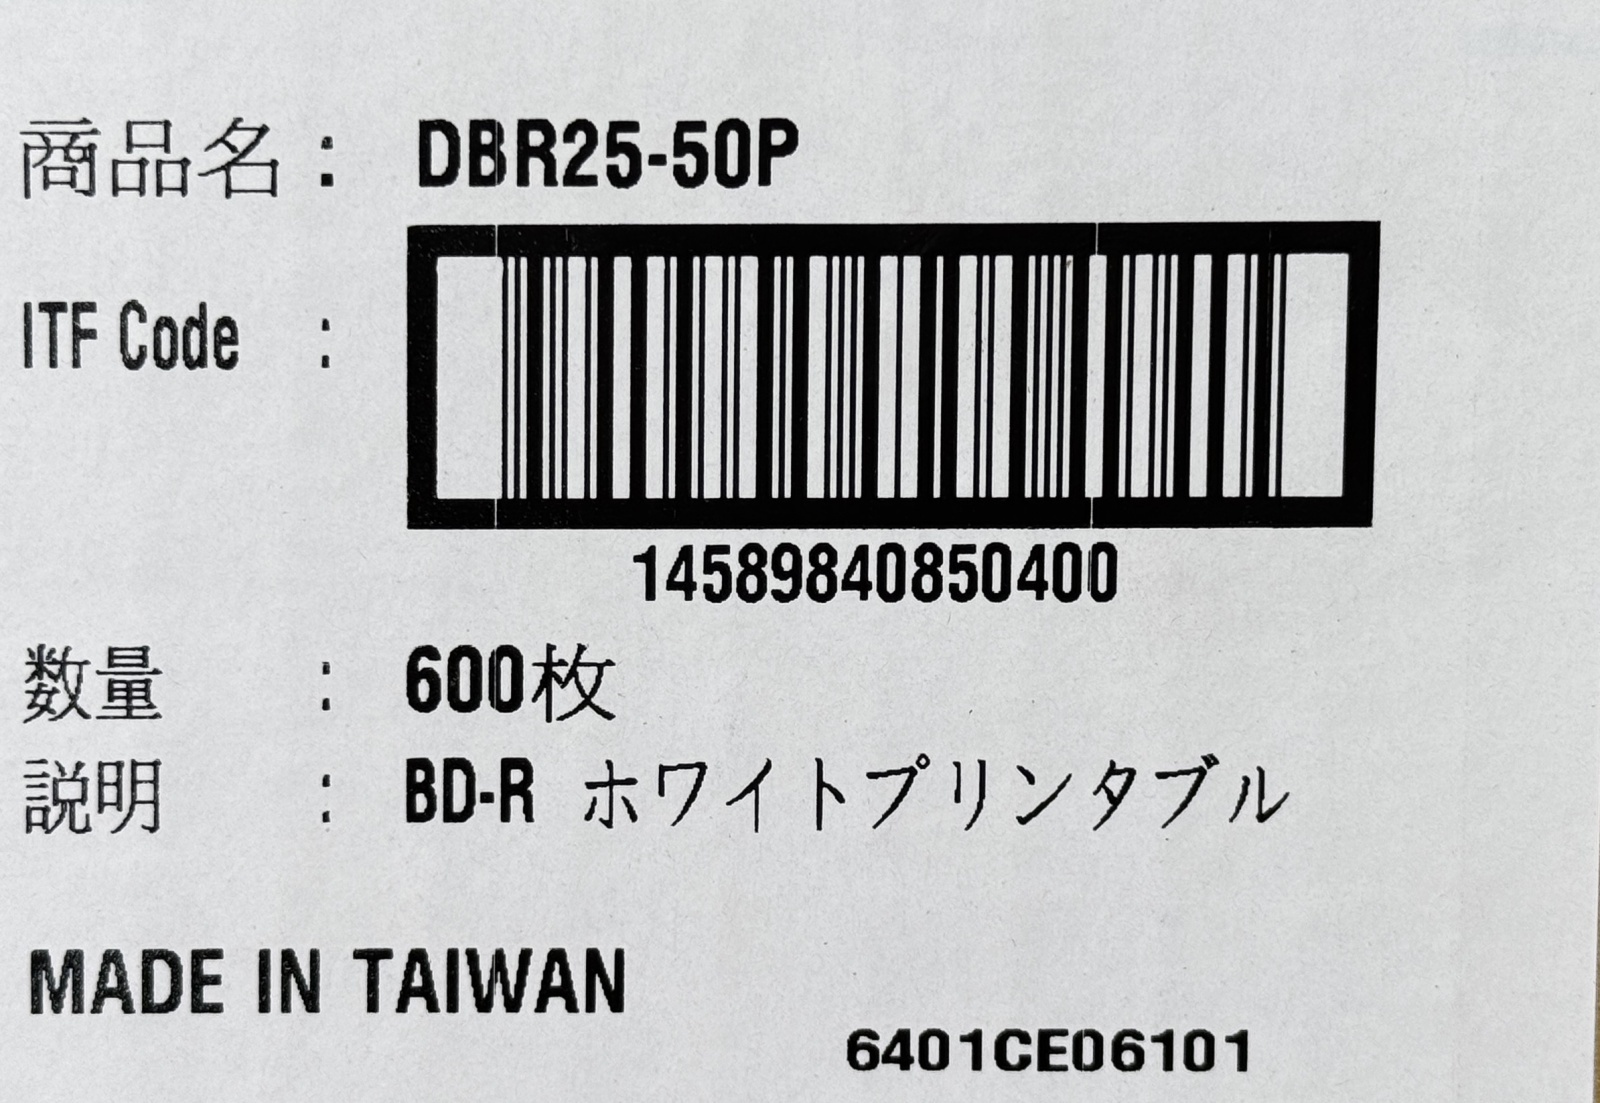 商品名 : DBR25-50P
ITF Code :
14589840850400
数量 : 600枚
説明 : BD-R ホワイトプリンタブル
MADE IN TAIWAN
6401CE06101